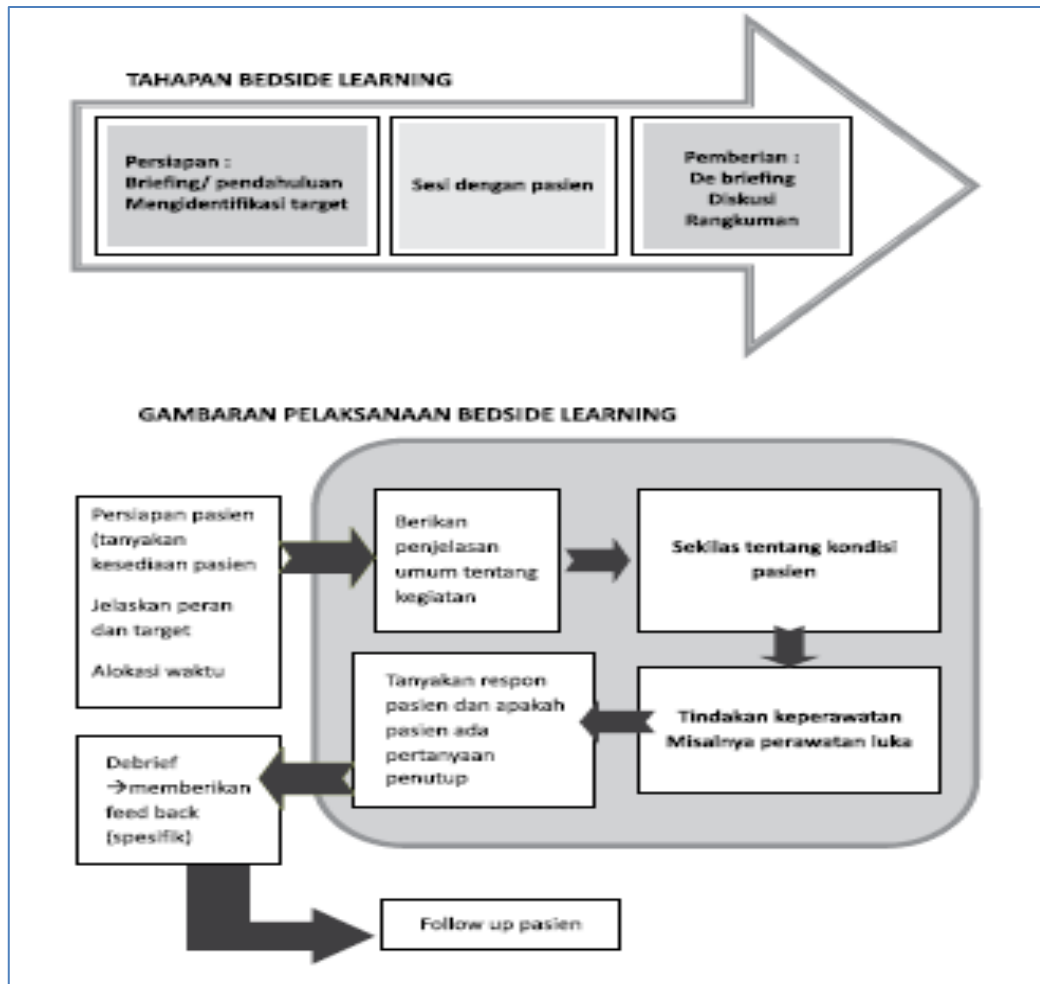 TAHAPAN BEDSIDE LEARNING
Persiapan :
Briefing/ pendahuluan
Mengidentifikasi target
Sesi dengan pasien
Pemberian :
De briefing
Diskusi
Rangkuman
GAMBARAN PELAKSANAAN BEDSIDE LEARNING
Persiapan pasien
(tanyakan
kesediaan pasien
Jelaskan peran
dan target
Alokasi waktu
Berikan
penjelasan
umum tentang
kegiatan
Sekilas tentang kondisi
pasien
Tindakan keperawatan
Misalnya perawatan luka
Tanyakan respon
pasien dan apakah
pasien ada
pertanyaan
penutup
Debrief
→memberikan
feed back
(spesifik)
Follow up pasien